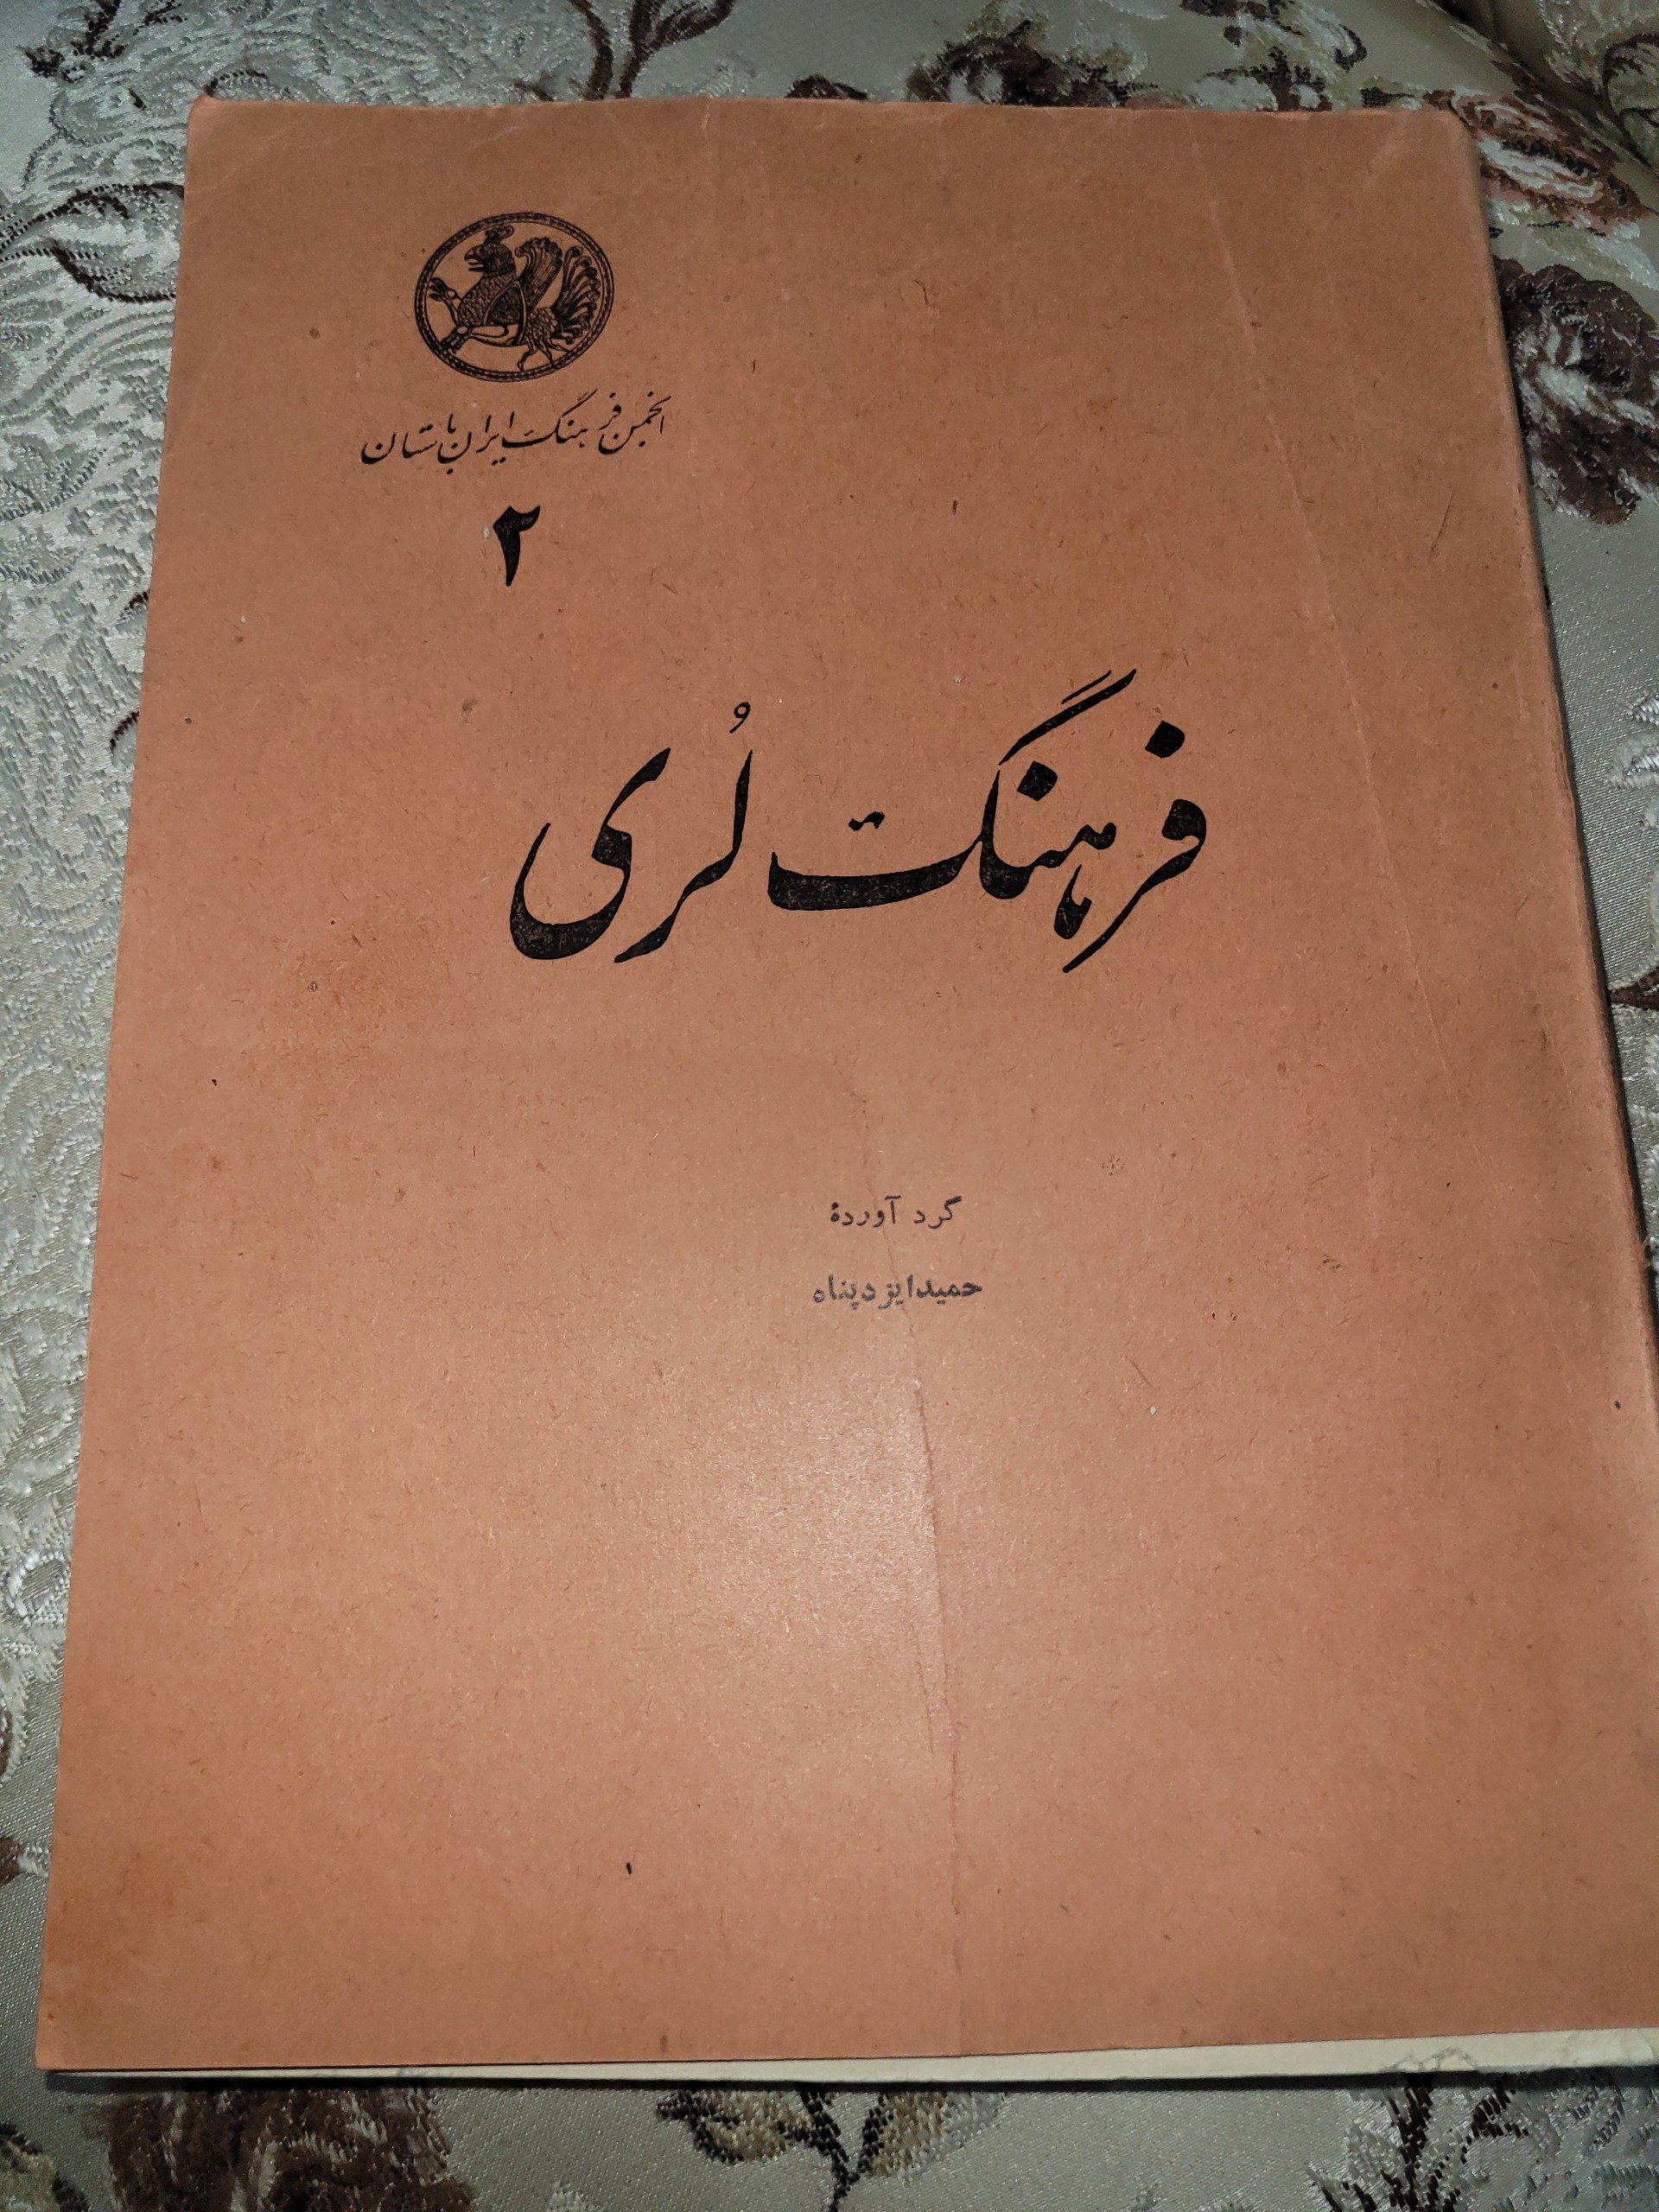 انجمن فرهنگ ایران باستان
۲
فرهنگ لُری
گرد آوردهٔ
حمید ایزدپناه